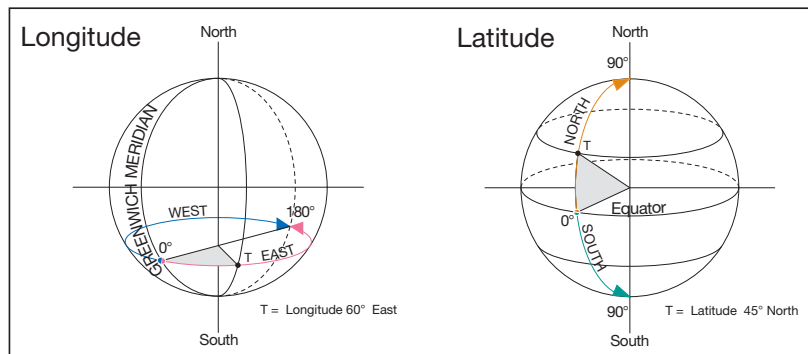 Longitude
North
GREENWICH MERIDIAN
WEST
180°
0°
T
EAST
T = Longitude 60° East
South
Latitude
North
90°
NORTH
T
0°
Equator
SOUTH
90°
T = Latitude 45° North
South